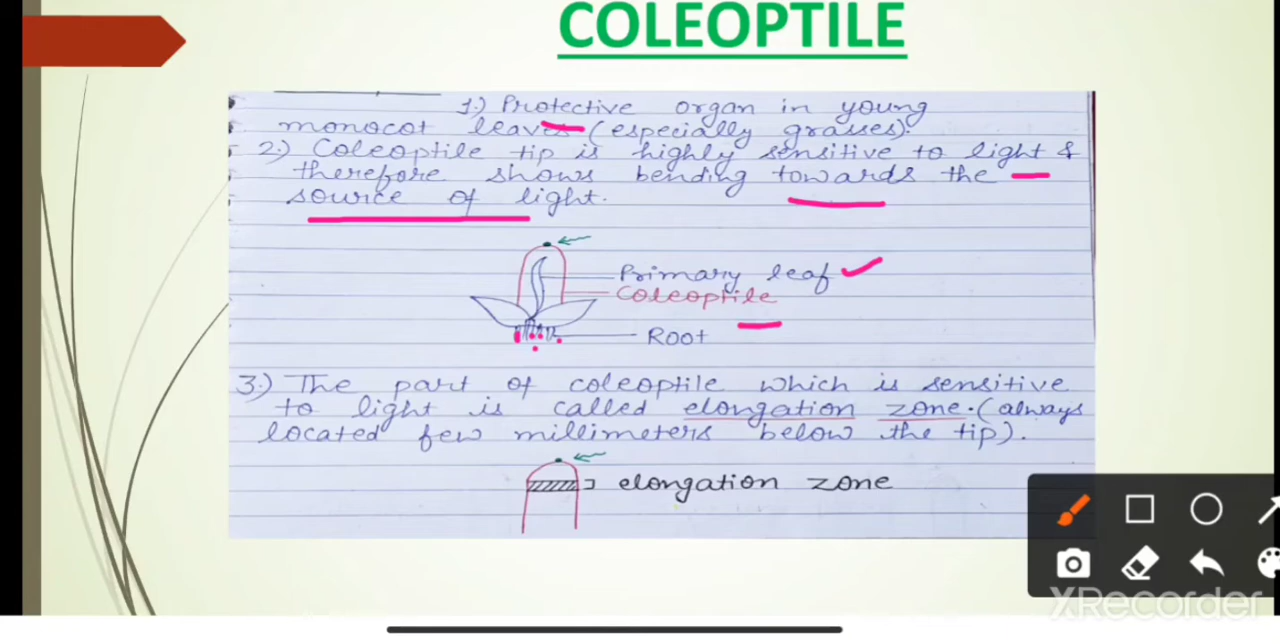 COLEOPTILE
1.) Protective organ in young
monocot leaves (especially grasses).
2.) Coleoptile tip is highly sensitive to light &
therefore shows bending towards the
source of light.
Primary leaf
Coleoptile
Root
3.) The part of coleoptile which is sensitive
to light is called elongation zone. (always
located few millimeters below the tip).
elongation zone
XRecorder